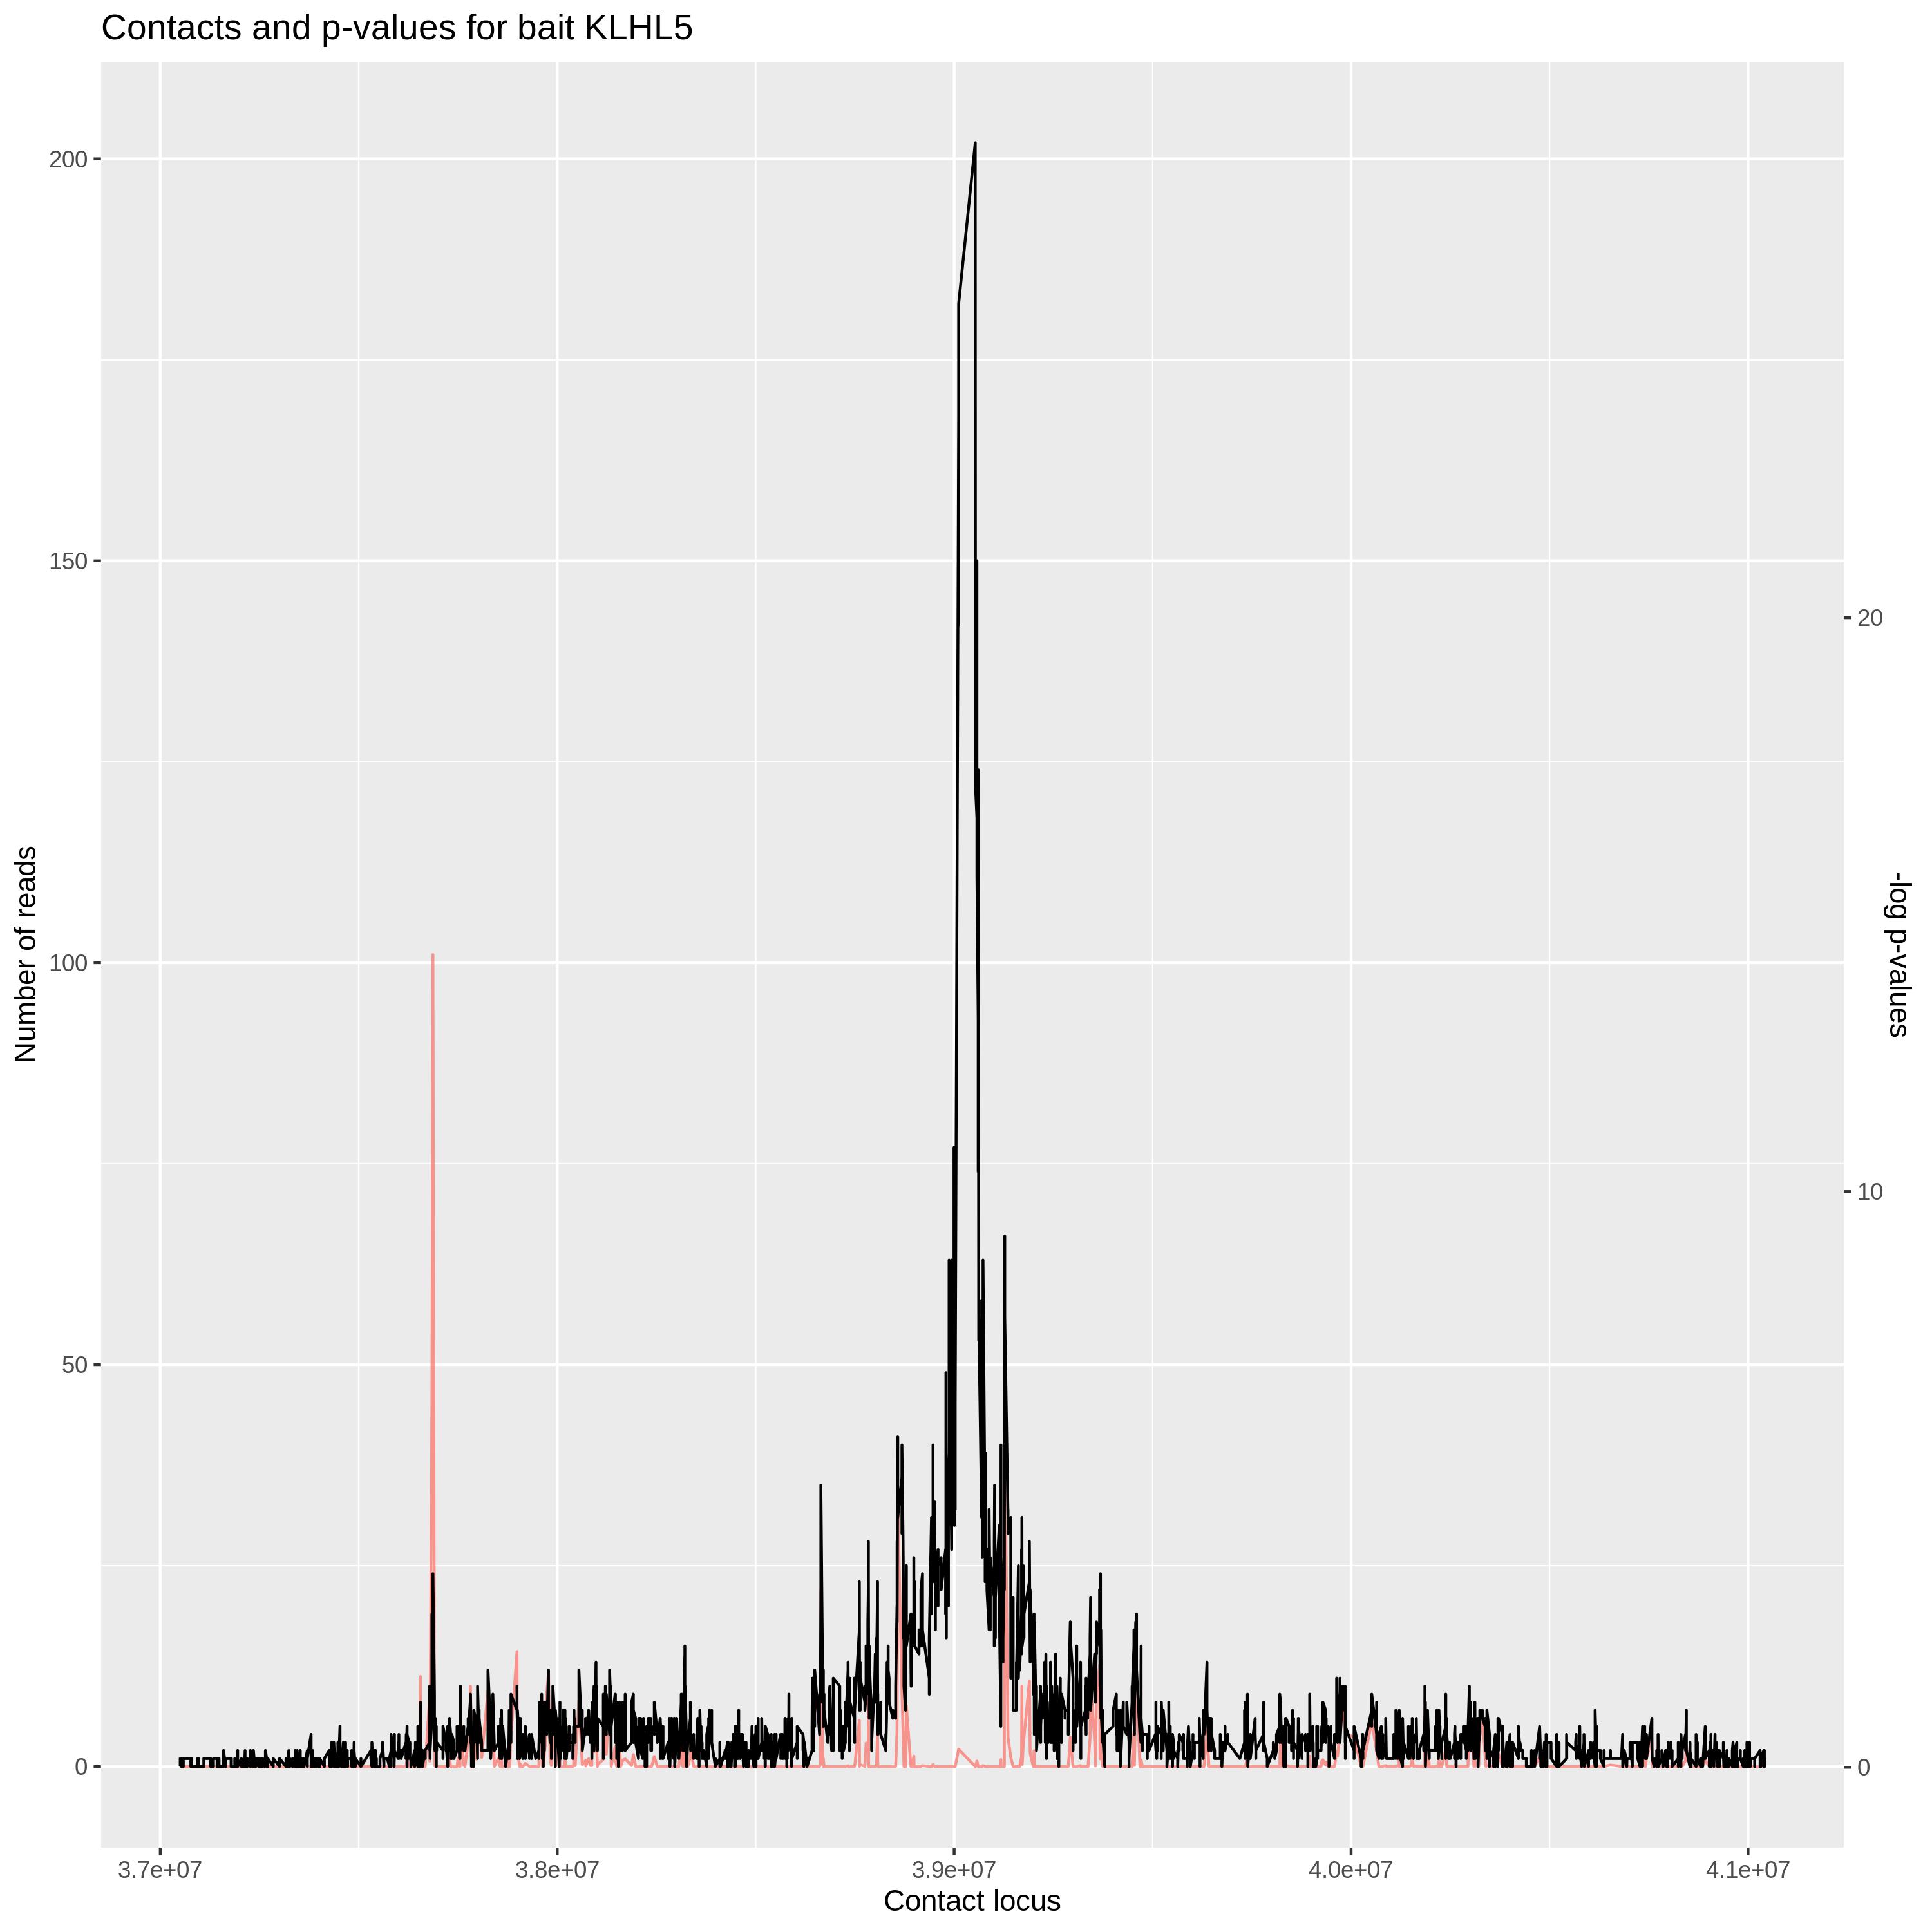 Contacts and p-values for bait KLHL5
200
150
100
50
0
Number of reads
20
10
0
-log p-values
3.7e+07
3.8e+07
3.9e+07
4.0e+07
4.1e+07
Contact locus